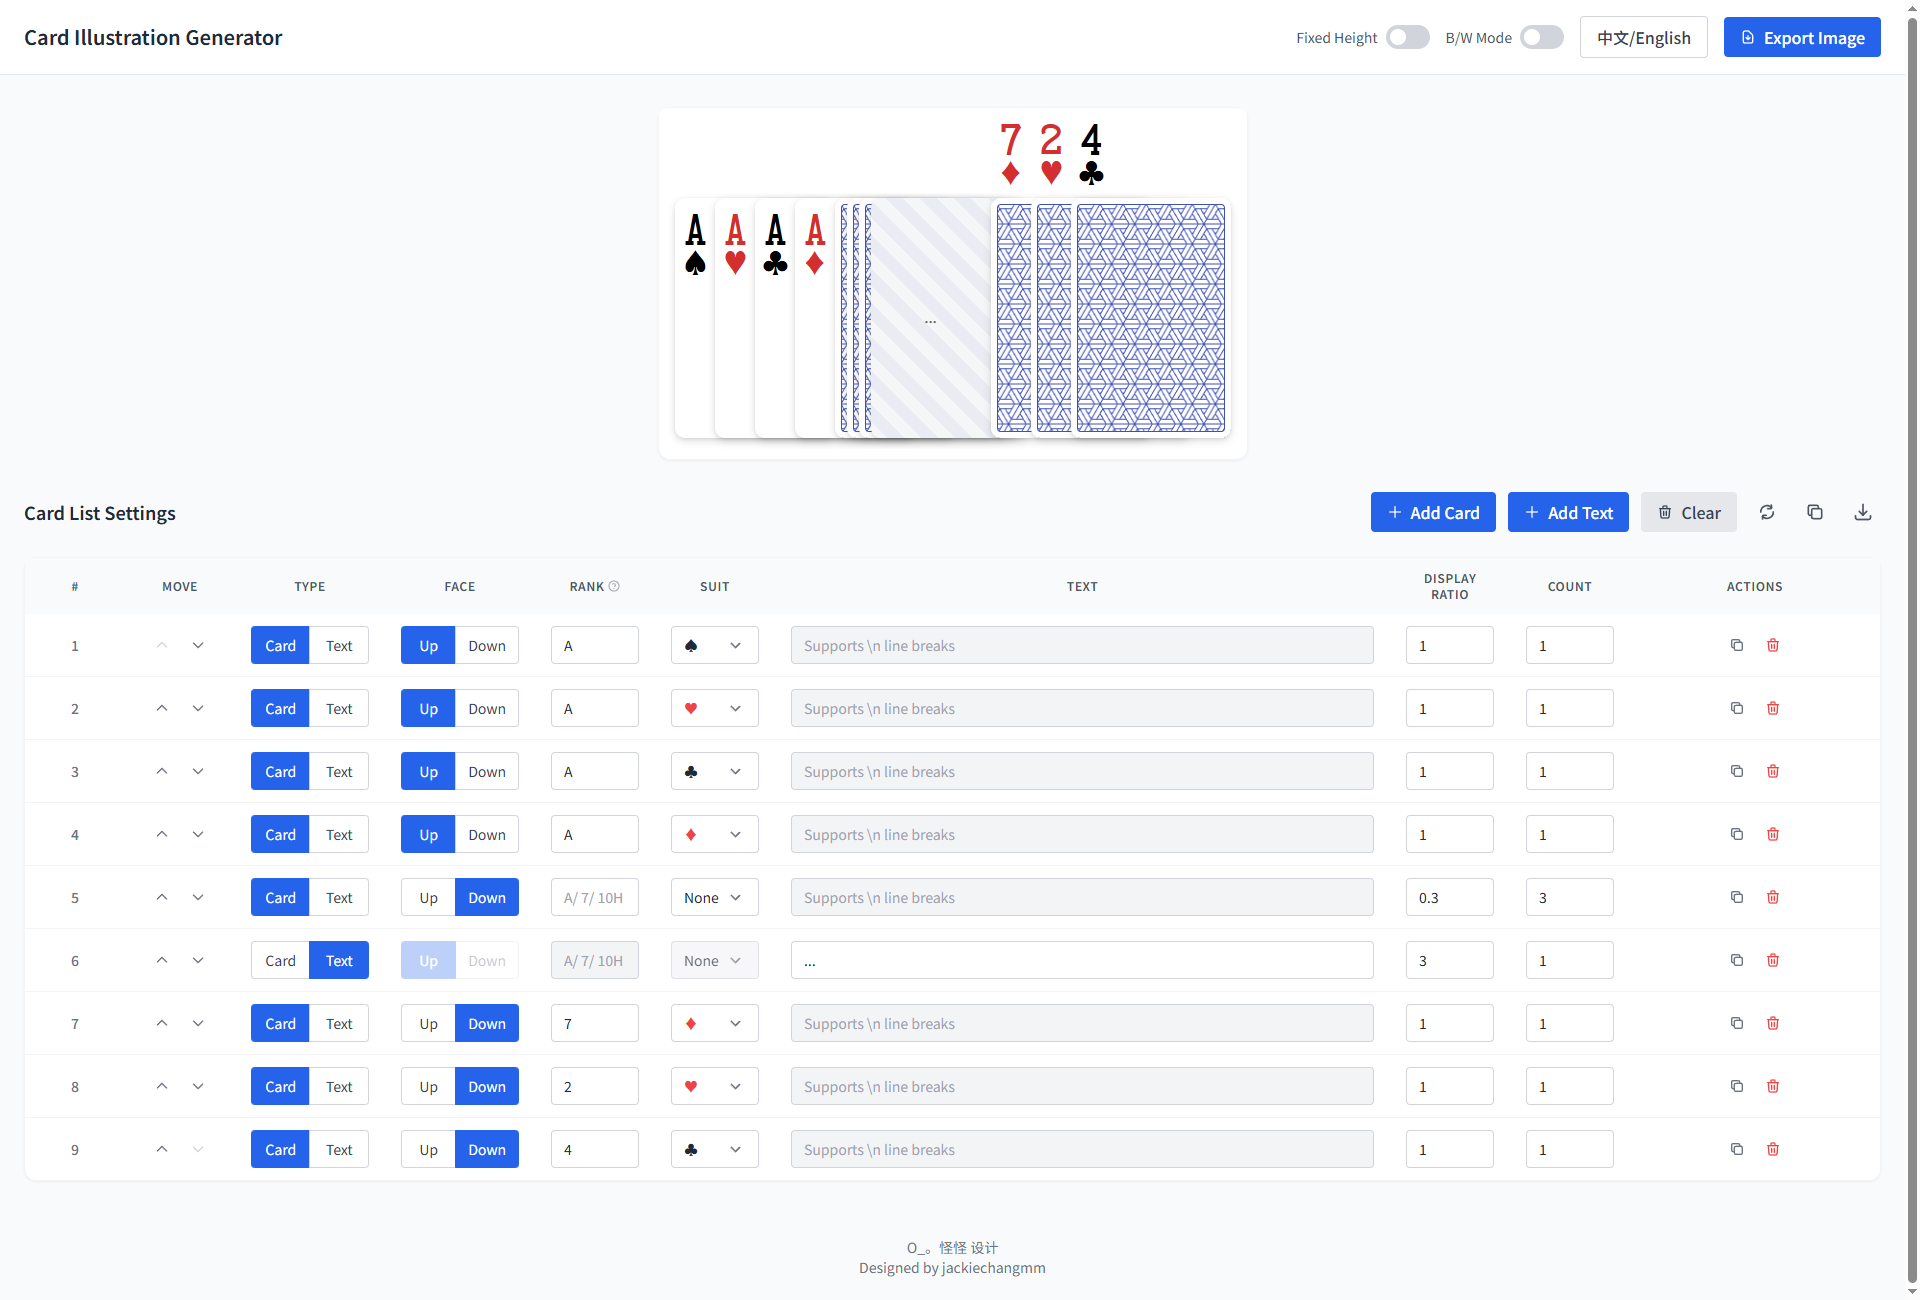 Card Illustration Generator
Fixed Height
B/W Mode
中文/English
Export Image
7 2 4
♦ ♥ ♣
A A A A
♠ ♥ ♣ ♦
...
Card List Settings
+ Add Card
+ Add Text
Clear
# MOVE TYPE FACE RANK SUIT TEXT DISPLAY RATIO COUNT ACTIONS
1 Card Text Up Down A ♠ Supports \n line breaks 1 1
2 Card Text Up Down A ♥ Supports \n line breaks 1 1
3 Card Text Up Down A ♣ Supports \n line breaks 1 1
4 Card Text Up Down A ♦ Supports \n line breaks 1 1
5 Card Text Up Down A/ 7/ 10H None Supports \n line breaks 0.3 3
6 Card Text Up Down A/ 7/ 10H None ... 3 1
7 Card Text Up Down 7 ♦ Supports \n line breaks 1 1
8 Card Text Up Down 2 ♥ Supports \n line breaks 1 1
9 Card Text Up Down 4 ♣ Supports \n line breaks 1 1
O_。怪怪 设计
Designed by jackiechangmm